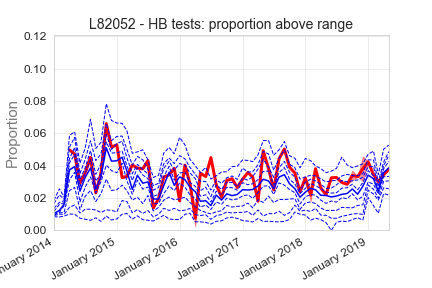 L82052 - HB tests: proportion above range
Proportion
0.12
0.10
0.08
0.06
0.04
0.02
0.00
2014
January 2015
January 2016
January 2017
January 2018
January 2019